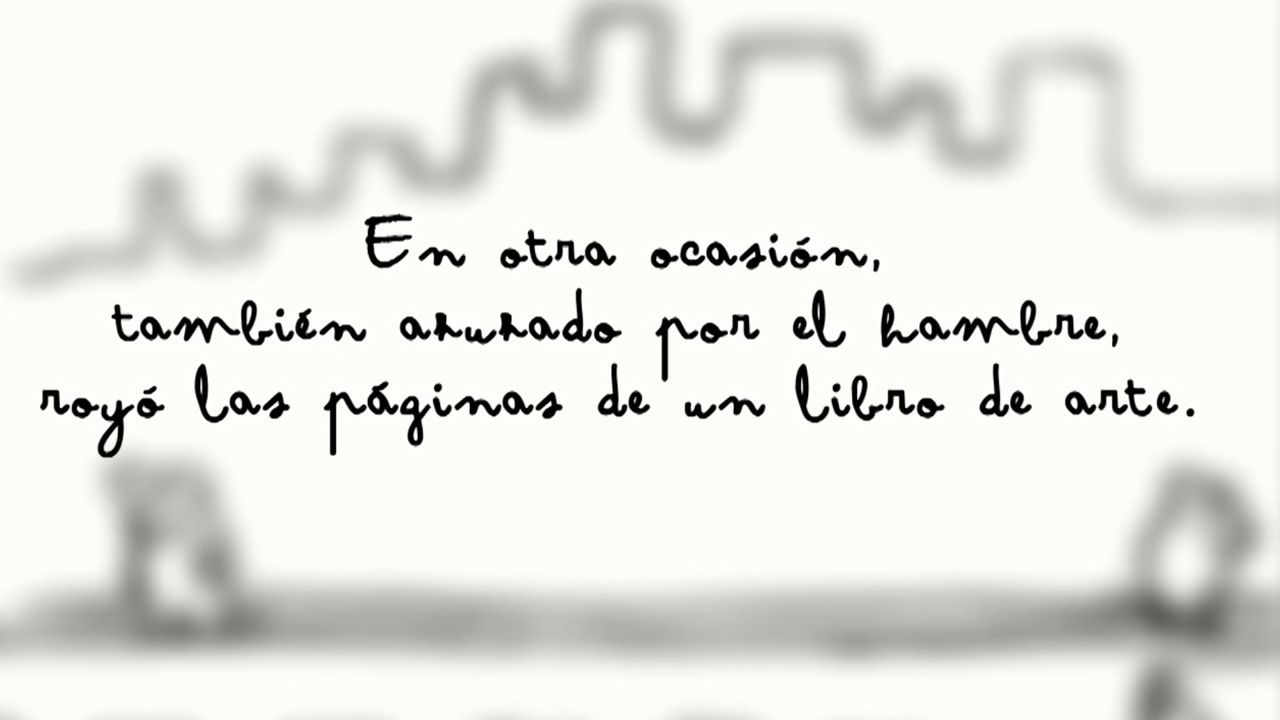 En otra ocasión,
también azuzado por el hambre,
royó las páginas de un libro de arte.